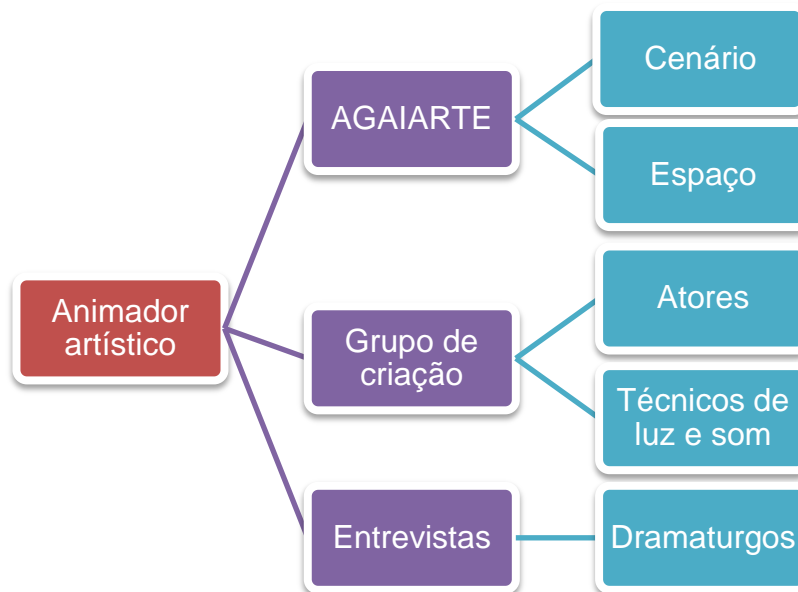 Animador
artístico
AGAIARTE
Cenário
Espaço
Grupo de
criação
Atores
Técnicos de
luz e som
Entrevistas
Dramaturgos